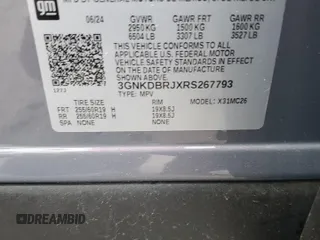 gm
06/24 GVWR GAWR FRT GAWR RR
2950 KG 1500 KG 1600 KG
6504 LB 3307 LB 3527 LB
THIS VEHICLE CONFORMS TO ALL APPLICABLE
U.S. FEDERAL MOTOR VEHICLE
SAFETY AND THEFT PREVENTION
STANDARDS IN EFFECT ON THE
DATE OF MANUFACTURE SHOWN ABOVE.
3GNKDBRJXRS267793
TYPE: MPV MODEL: X31MC26
TIRE SIZE RIM
FRT 255/60R19 H 19X8.5J
RR 255/60R19 H 19X8.5J
SPA NONE NONE
DREAMBID